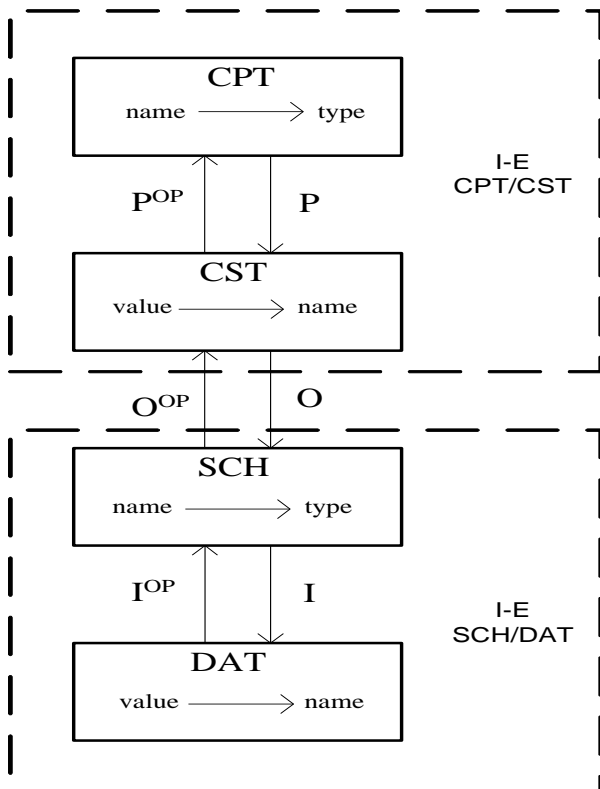 CPT
name type
I-E
CPT/CST
P^OP P
CST
value name
O^OP O
SCH
name type
I^OP I
I-E
SCH/DAT
DAT
value name